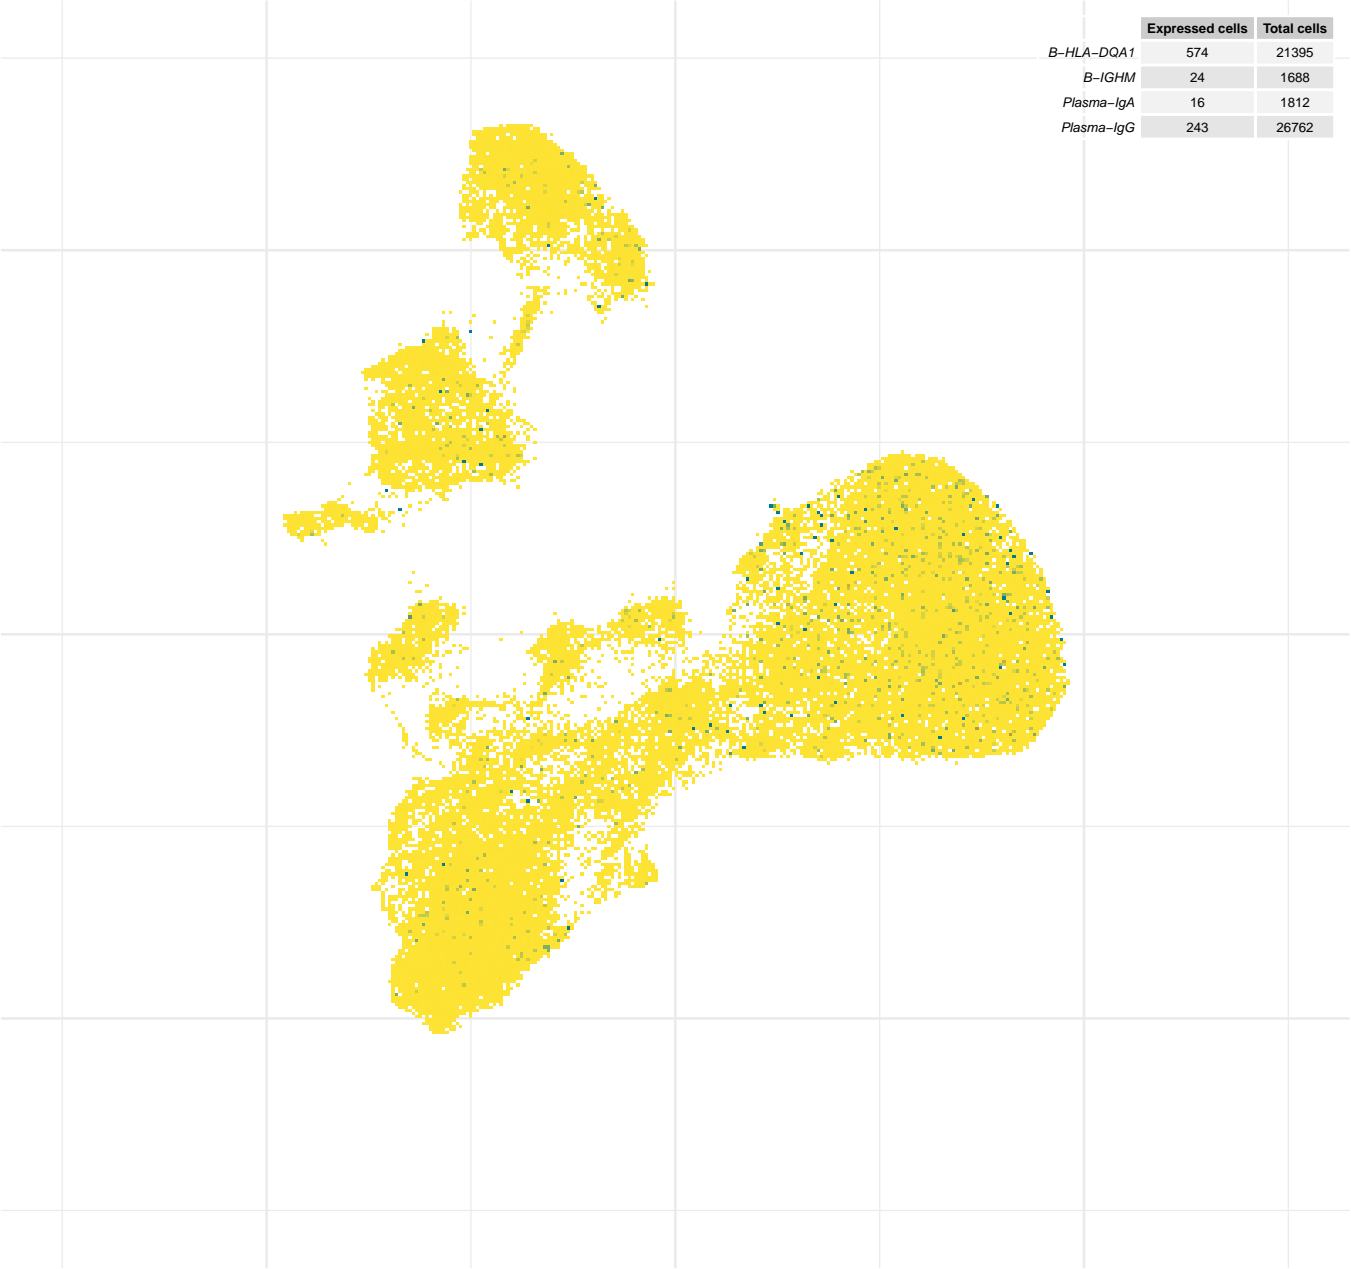 Expressed cells Total cells
B−HLA−DQA1 574 21395
B−IGHM 24 1688
Plasma−IgA 16 1812
Plasma−IgG 243 26762